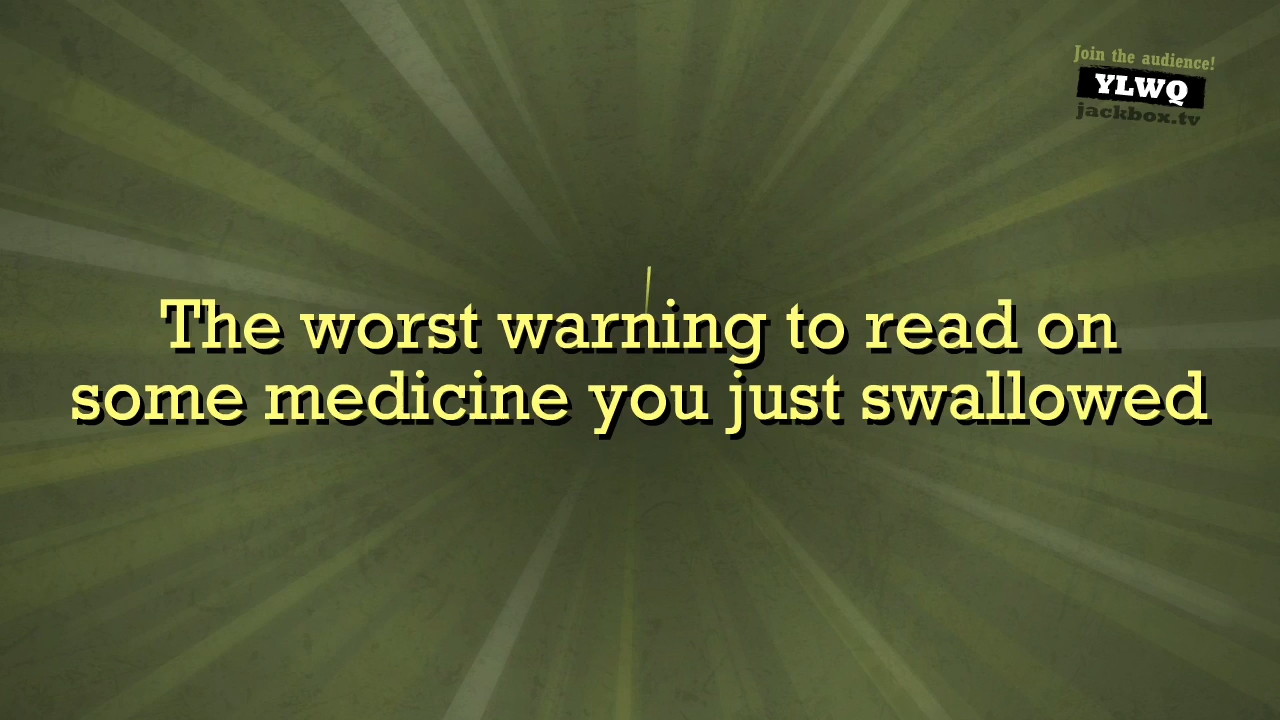 Join the audience!
YLWQ
jackbox.tv
The worst warning to read on
some medicine you just swallowed